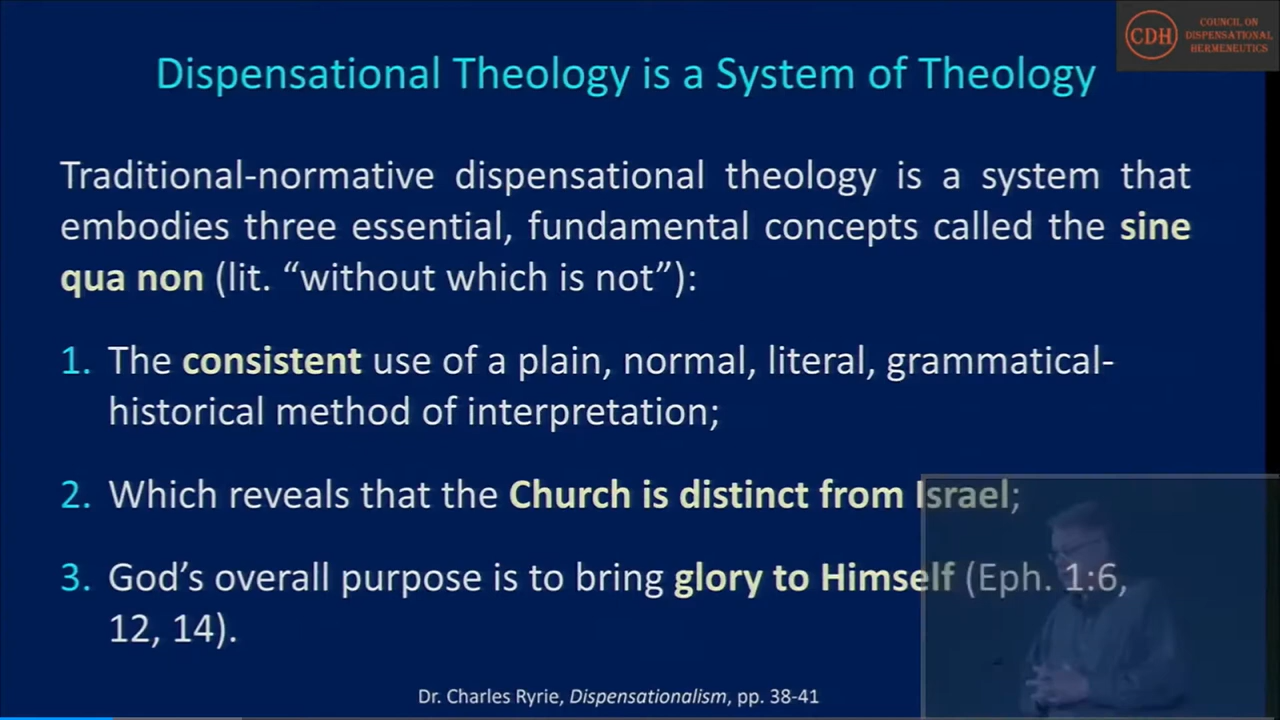 CDH
COUNCIL ON
DISPENSATIONAL
HERMENEUTICS
Dispensational Theology is a System of Theology
Traditional-normative dispensational theology is a system that
embodies three essential, fundamental concepts called the sine
qua non (lit. “without which is not”):
1. The consistent use of a plain, normal, literal, grammatical-
historical method of interpretation;
2. Which reveals that the Church is distinct from Israel;
3. God’s overall purpose is to bring glory to Himself (Eph. 1:6,
12, 14).
Dr. Charles Ryrie, Dispensationalism, pp. 38-41